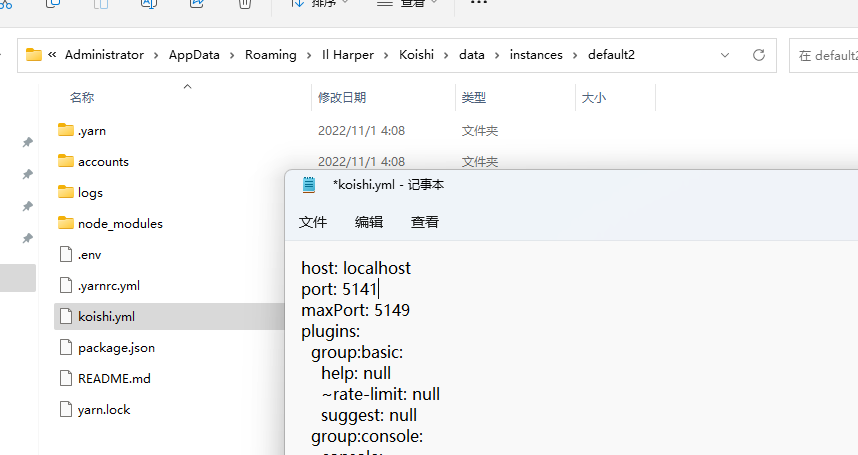 排序
查看
Administrator
AppData
Roaming
Il Harper
Koishi
data
instances
default2
在 default2
名称
修改日期
类型
大小
.yarn
2022/11/1 4:08
文件夹
accounts
2022/11/1 4:08
文件夹
logs
node_modules
.env
.yarnrc.yml
koishi.yml
package.json
README.md
yarn.lock
*koishi.yml - 记事本
文件
编辑
查看
host: localhost
port: 5141
maxPort: 5149
plugins:
group:basic:
help: null
~rate-limit: null
suggest: null
group:console:
console: